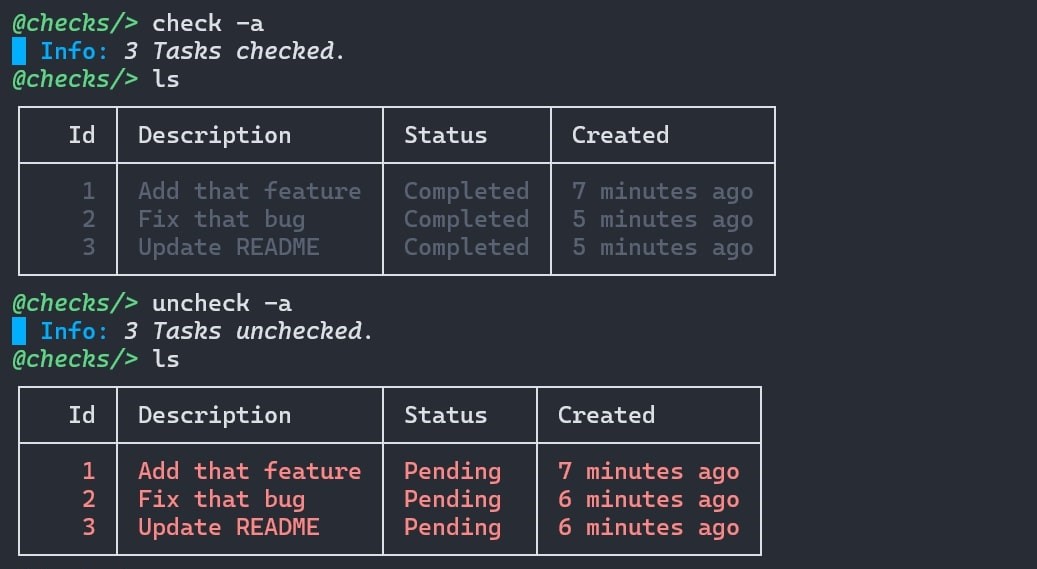 @checks/> check -a
Info: 3 Tasks checked.
@checks/> ls
Id Description Status Created
1 Add that feature Completed 7 minutes ago
2 Fix that bug Completed 5 minutes ago
3 Update README Completed 5 minutes ago
@checks/> uncheck -a
Info: 3 Tasks unchecked.
@checks/> ls
Id Description Status Created
1 Add that feature Pending 7 minutes ago
2 Fix that bug Pending 6 minutes ago
3 Update README Pending 6 minutes ago